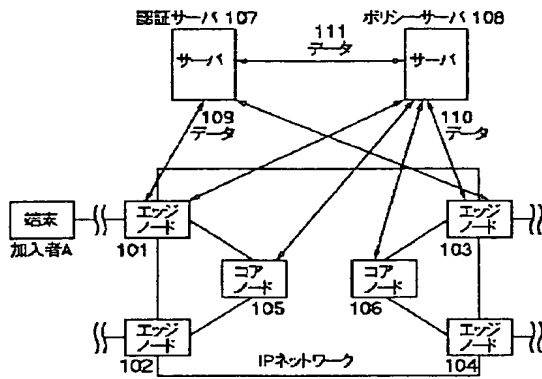 認証サーバ 107
ポリシーサーバ 108
111
データ
サーバ
サーバ
109
データ
110
データ
端末
加入者A
エッジ
ノード
101
エッジ
ノード
103
コア
ノード
105
コア
ノード
106
エッジ
ノード
102
IPネットワーク
エッジ
ノード
104